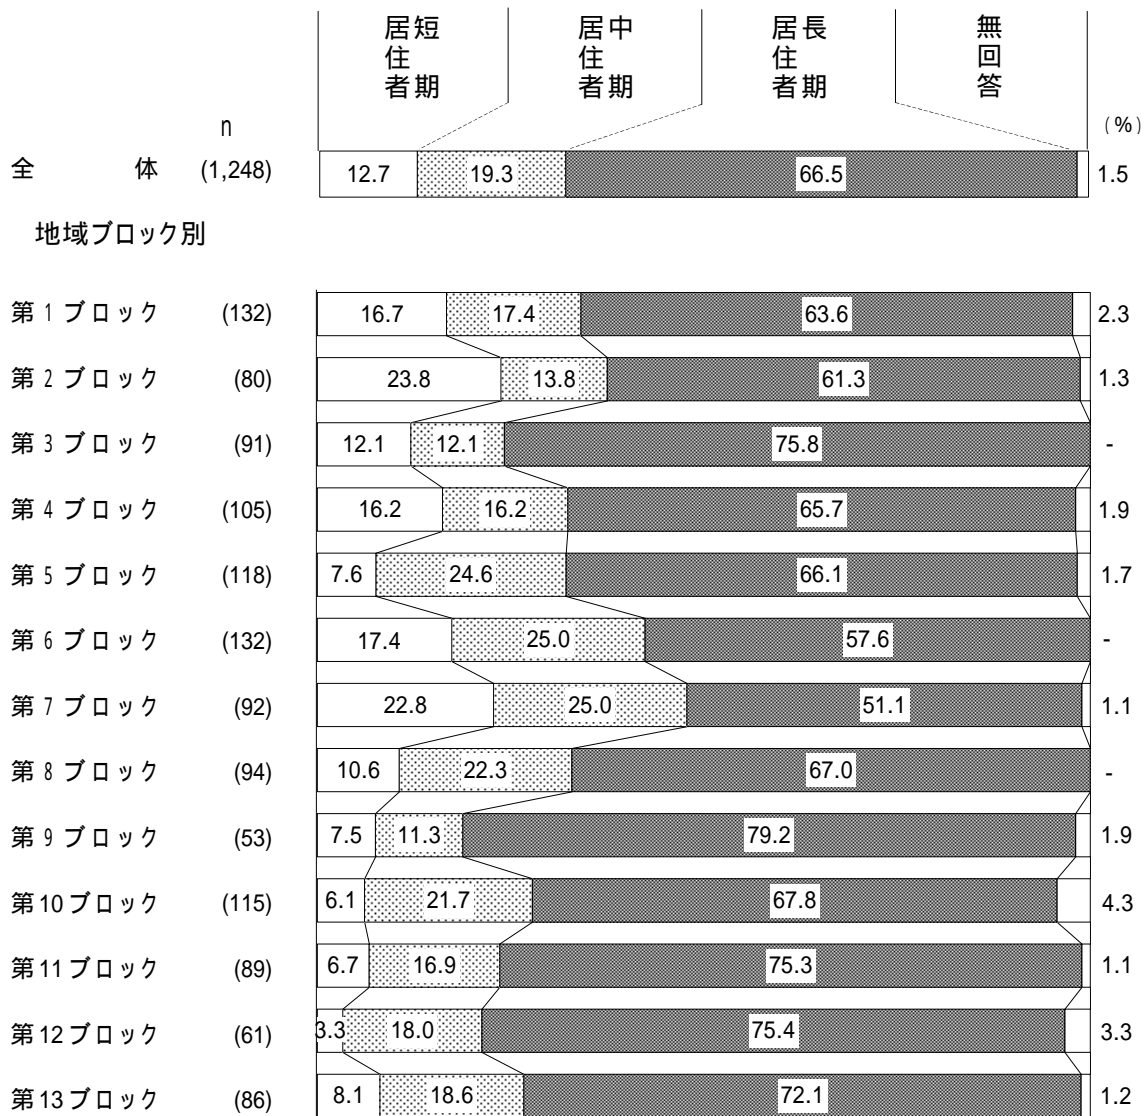 短期居住者 中期居住者 長期居住者 無回答
n (%)
全体 (1,248) 12.7 19.3 66.5 1.5
地域ブロック別
第1ブロック (132) 16.7 17.4 63.6 2.3
第2ブロック (80) 23.8 13.8 61.3 1.3
第3ブロック (91) 12.1 12.1 75.8 -
第4ブロック (105) 16.2 16.2 65.7 1.9
第5ブロック (118) 7.6 24.6 66.1 1.7
第6ブロック (132) 17.4 25.0 57.6 -
第7ブロック (92) 22.8 25.0 51.1 1.1
第8ブロック (94) 10.6 22.3 67.0 -
第9ブロック (53) 7.5 11.3 79.2 1.9
第10ブロック (115) 6.1 21.7 67.8 4.3
第11ブロック (89) 6.7 16.9 75.3 1.1
第12ブロック (61) 3.3 18.0 75.4 3.3
第13ブロック (86) 8.1 18.6 72.1 1.2